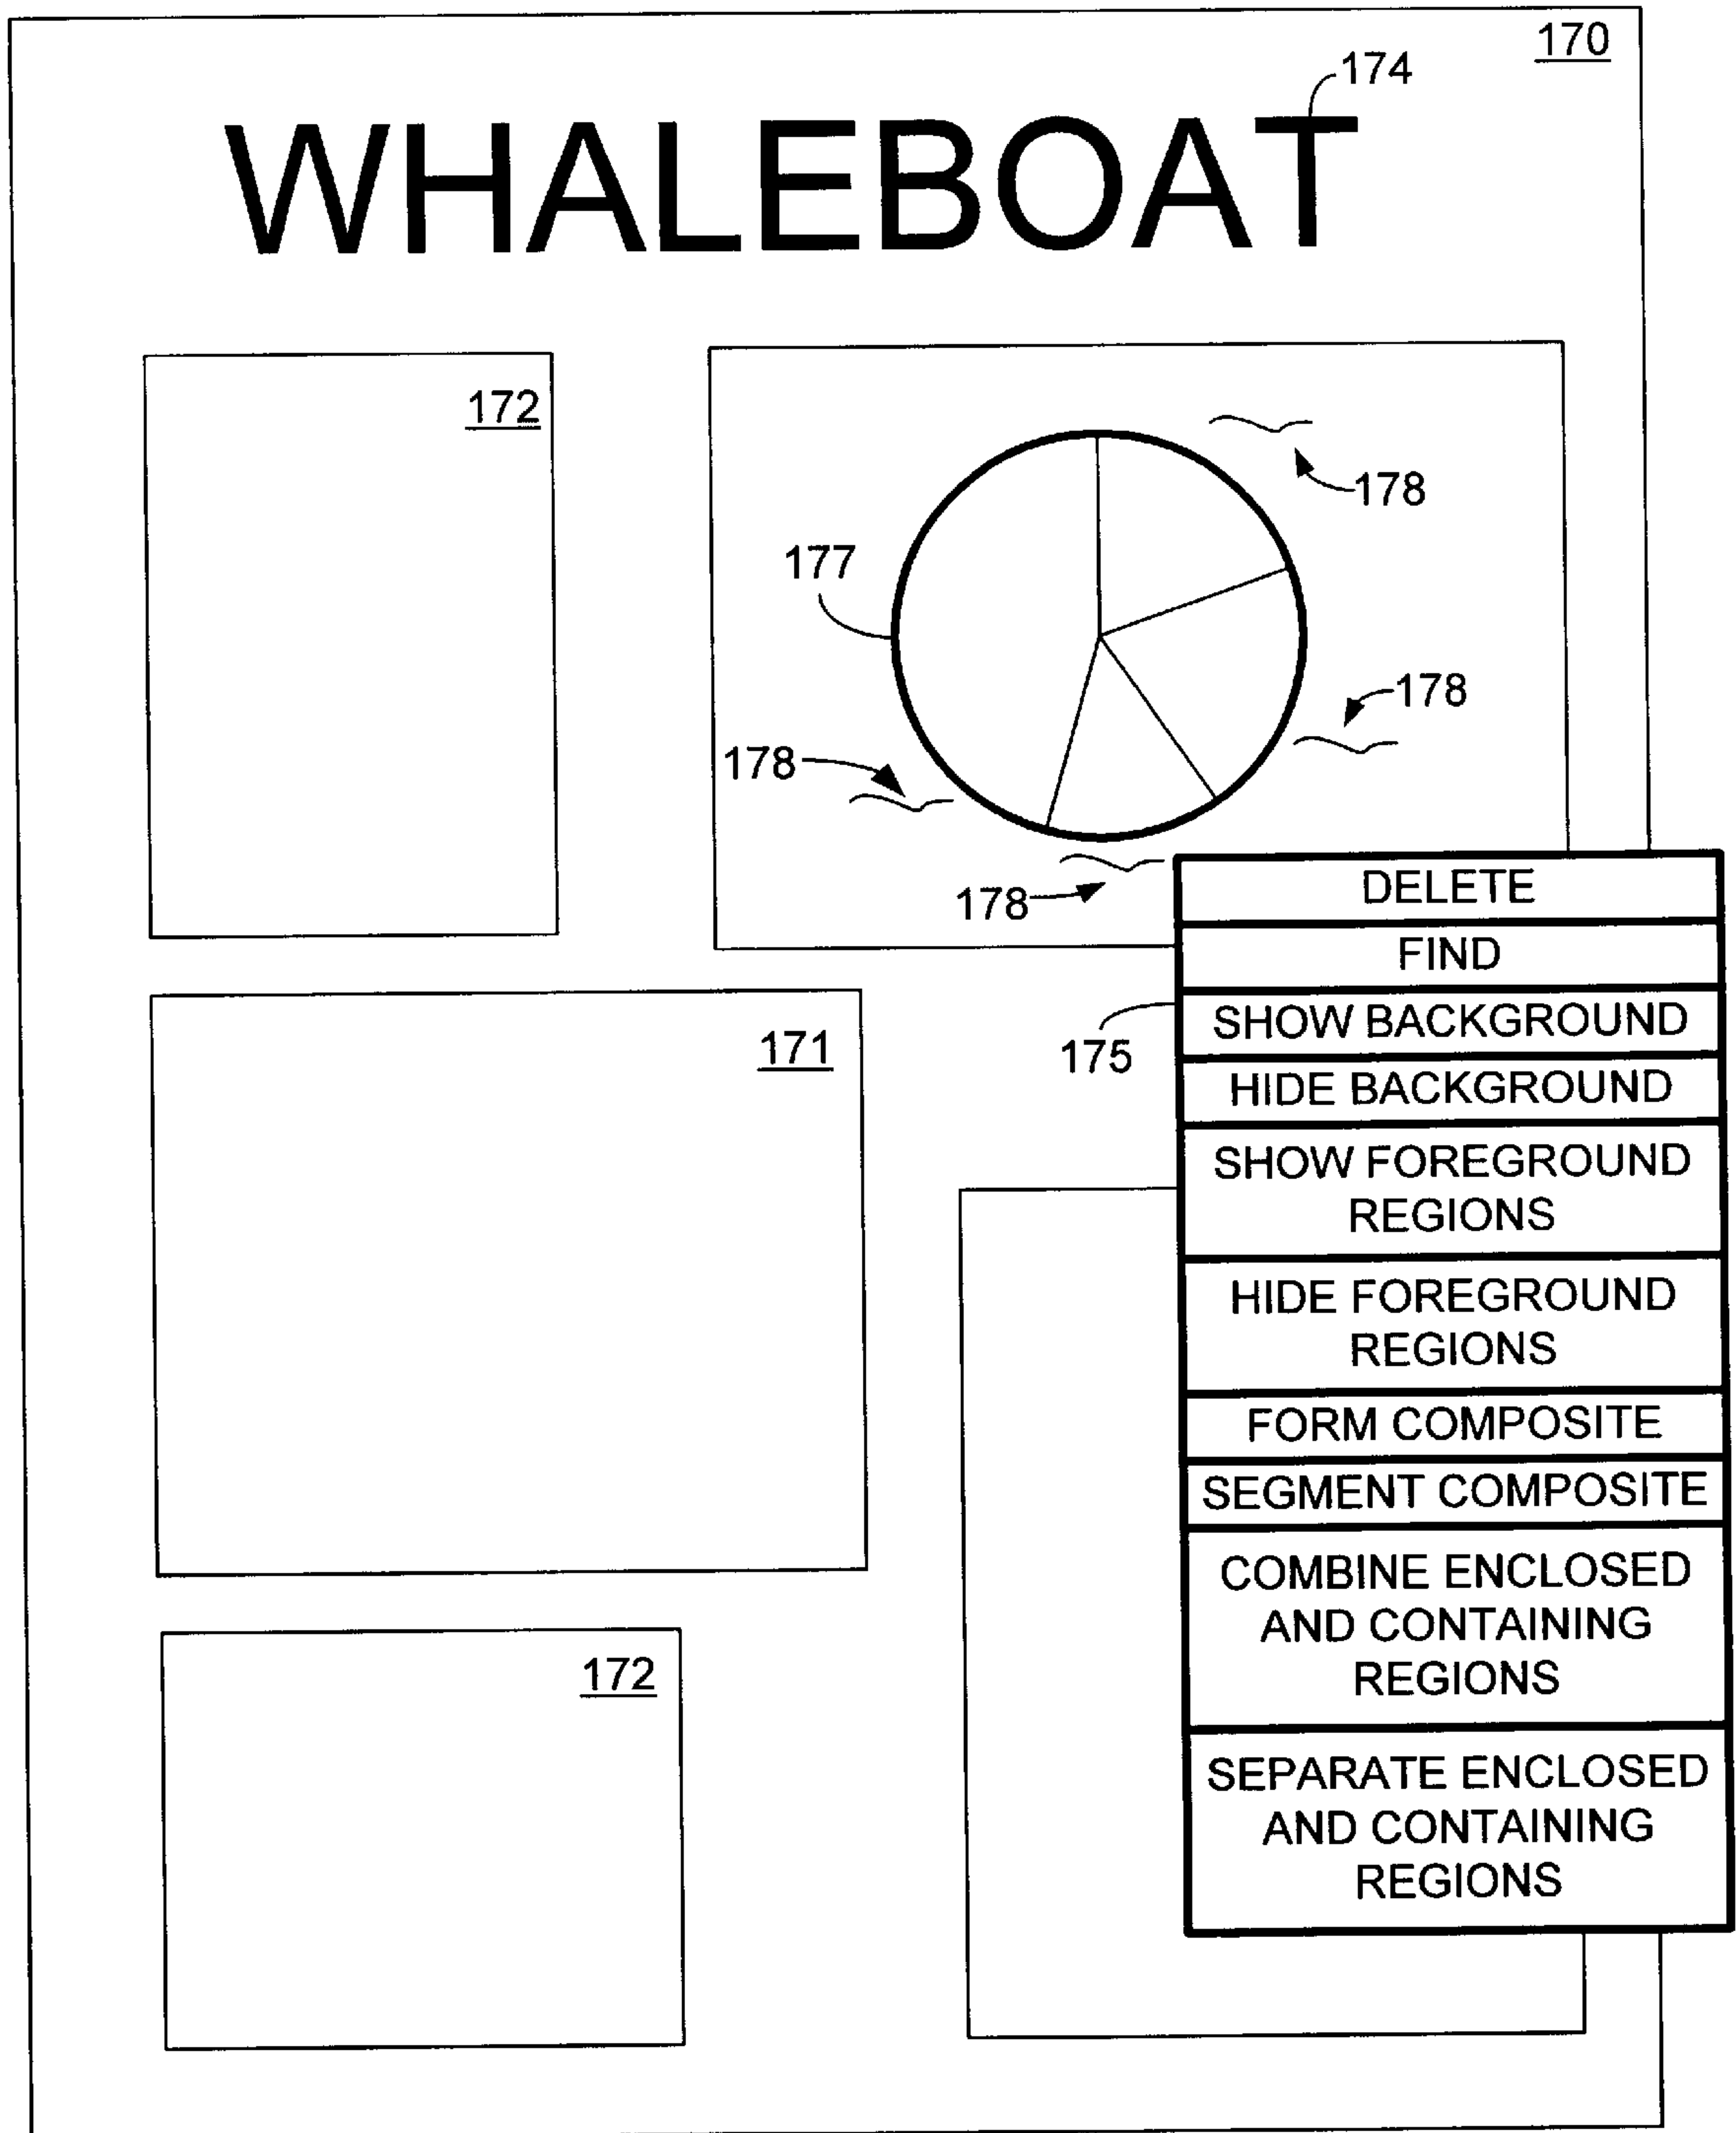 170
174
WHALEBOAT
172
178
177
178
178
178
DELETE
FIND
SHOW BACKGROUND
175
HIDE BACKGROUND
SHOW FOREGROUND
REGIONS
HIDE FOREGROUND
REGIONS
FORM COMPOSITE
SEGMENT COMPOSITE
COMBINE ENCLOSED
AND CONTAINING
REGIONS
SEPARATE ENCLOSED
AND CONTAINING
REGIONS
171
172